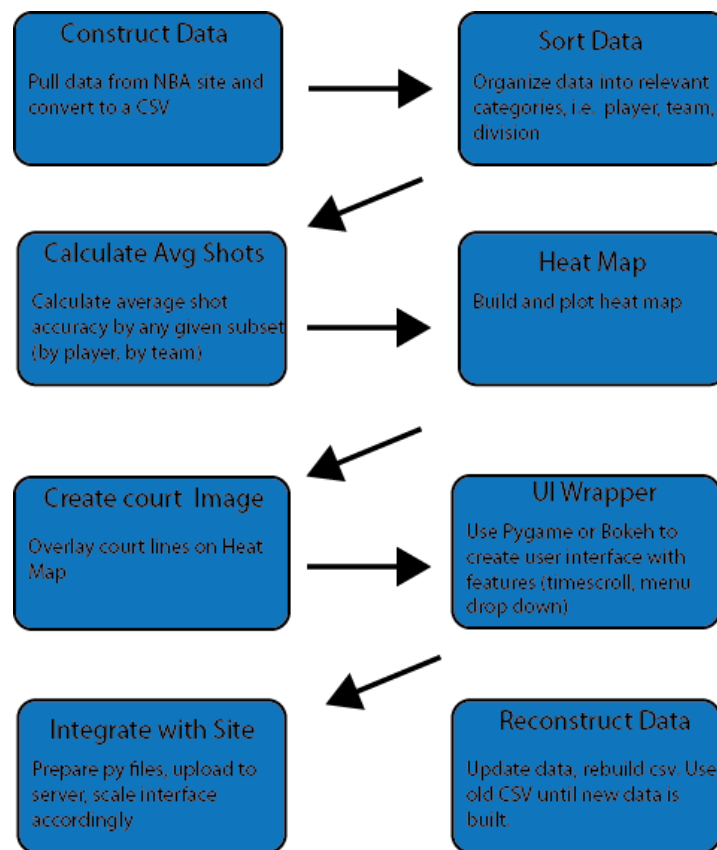 Construct Data
Pull data from NBA site and
convert to a CSV
Sort Data
Organize data into relevant
categories, i.e. player, team,
division
Calculate Avg Shots
Calculate average shot
accuracy by any given subset
(by player, by team)
Heat Map
Build and plot heat map
Create court Image
Overlay court lines on Heat
Map
UI Wrapper
Use Pygame or Bokeh to
create user interface with
features (timescroll, menu
drop down)
Integrate with Site
Prepare py files, upload to
server, scale interface
accordingly
Reconstruct Data
Update data, rebuild csv. Use
old CSV until new data is
built.